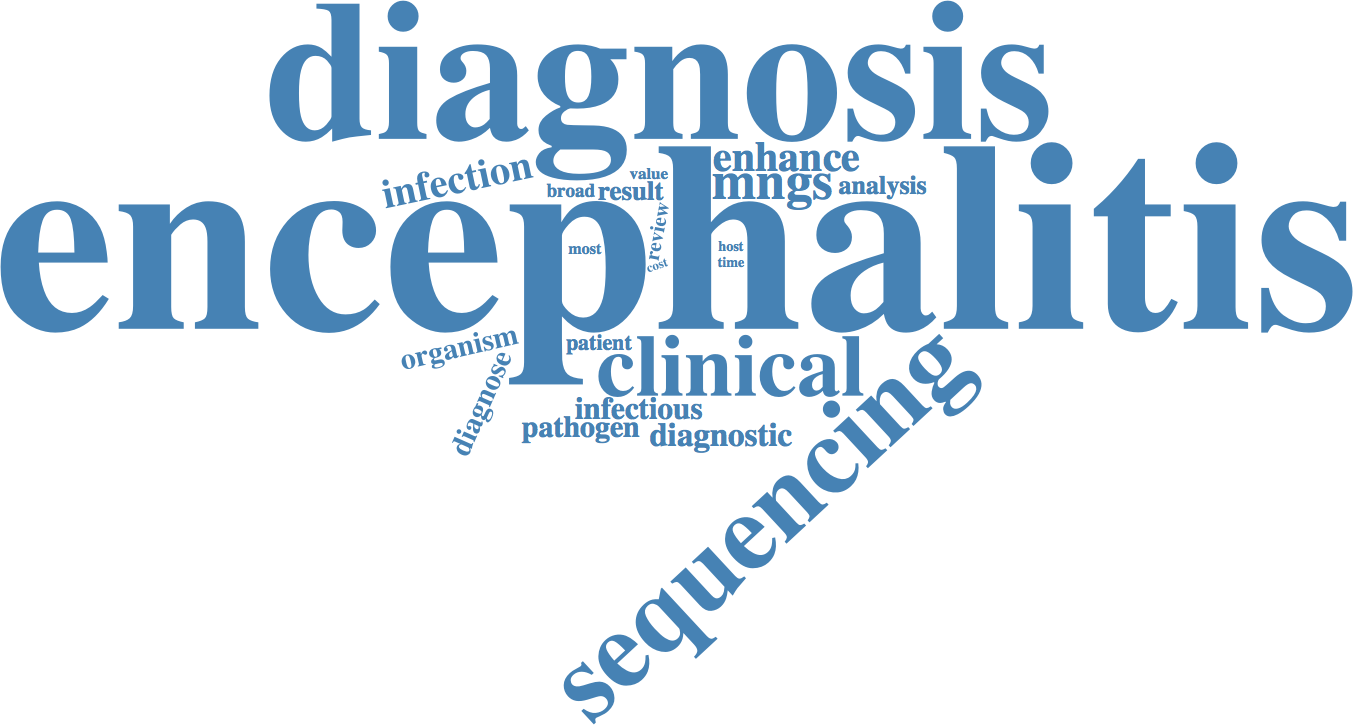 diagnosis
enhance
infection
value
mngs
analysis
broad
result
encephalitis
review
most
host
cost
time
organism
patient
clinical
diagnose
infectious
pathogen
diagnostic
sequencing